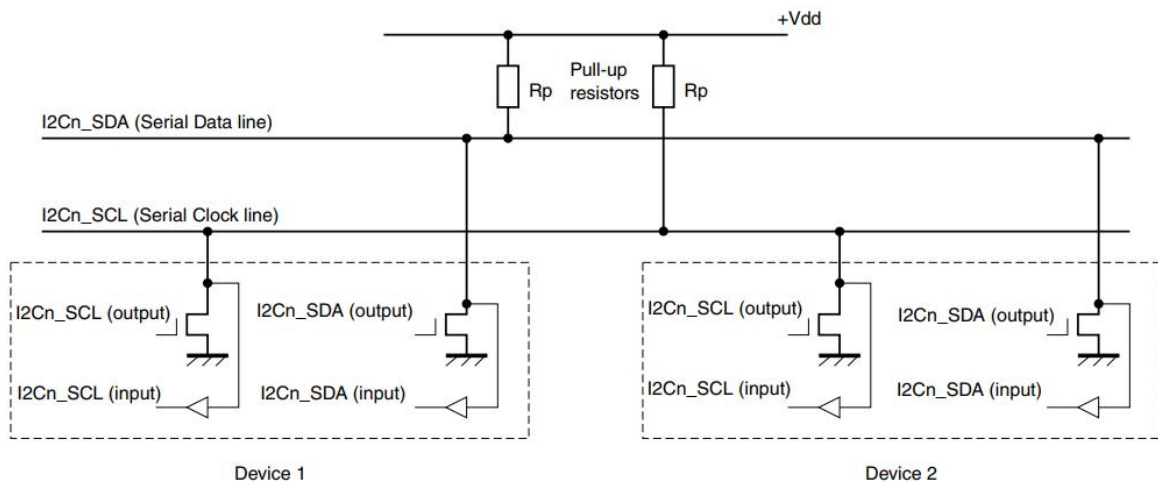 +Vdd
Pull-up
resistors
Rp
Rp
I2Cn_SDA (Serial Data line)
I2Cn_SCL (Serial Clock line)
I2Cn_SCL (output)
I2Cn_SDA (output)
I2Cn_SCL (input)
I2Cn_SDA (input)
I2Cn_SCL (output)
I2Cn_SDA (output)
I2Cn_SCL (input)
I2Cn_SDA (input)
Device 1
Device 2